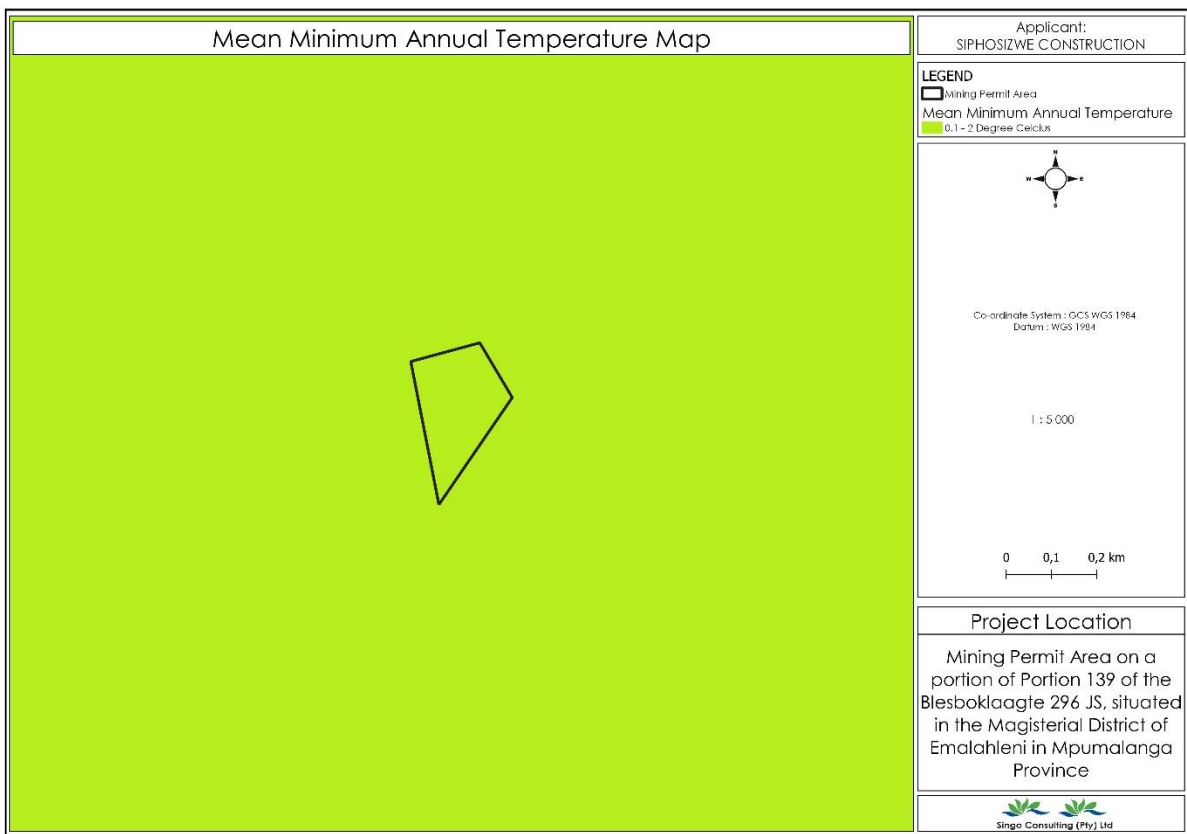 Mean Minimum Annual Temperature Map
Applicant:
SIPHOSIZWE CONSTRUCTION
LEGEND
Mining Permit Area
Mean Minimum Annual Temperature
0.1 - 2 Degree Celcius
N
W E
S
Co-ordinate System : GCS WGS 1984
Datum : WGS 1984
1 : 5 000
0 0,1 0,2 km
Project Location
Mining Permit Area on a
portion of Portion 139 of the
Blesboklaagte 296 JS, situated
in the Magisterial District of
Emalahleni in Mpumalanga
Province
Singo Consulting (Pty) Ltd